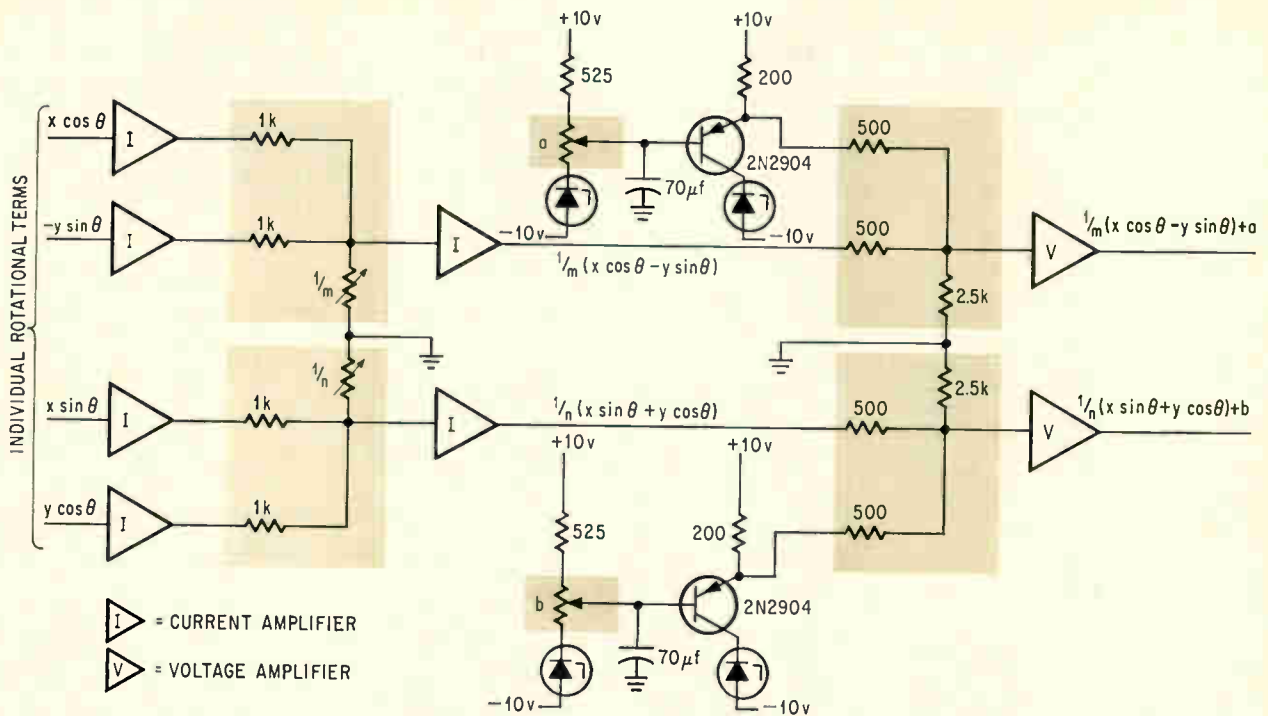 INDIVIDUAL ROTATIONAL TERMS
x cos θ
I
1k
-y sin θ
I
1k
1/m
1/n
x sin θ
I
1k
y cos θ
I
1k
I
1/m(x cos θ-y sin θ)
I
1/n(x sin θ+y cos θ)
+10v
525
a
-10v
70μf
+10v
200
2N2904
-10v
500
500
2.5k
V
1/m(x cos θ-y sin θ)+a
+10v
525
b
-10v
70μf
+10v
200
2N2904
-10v
2.5k
500
500
V
1/n(x sin θ+y cos θ)+b
I = CURRENT AMPLIFIER
V = VOLTAGE AMPLIFIER